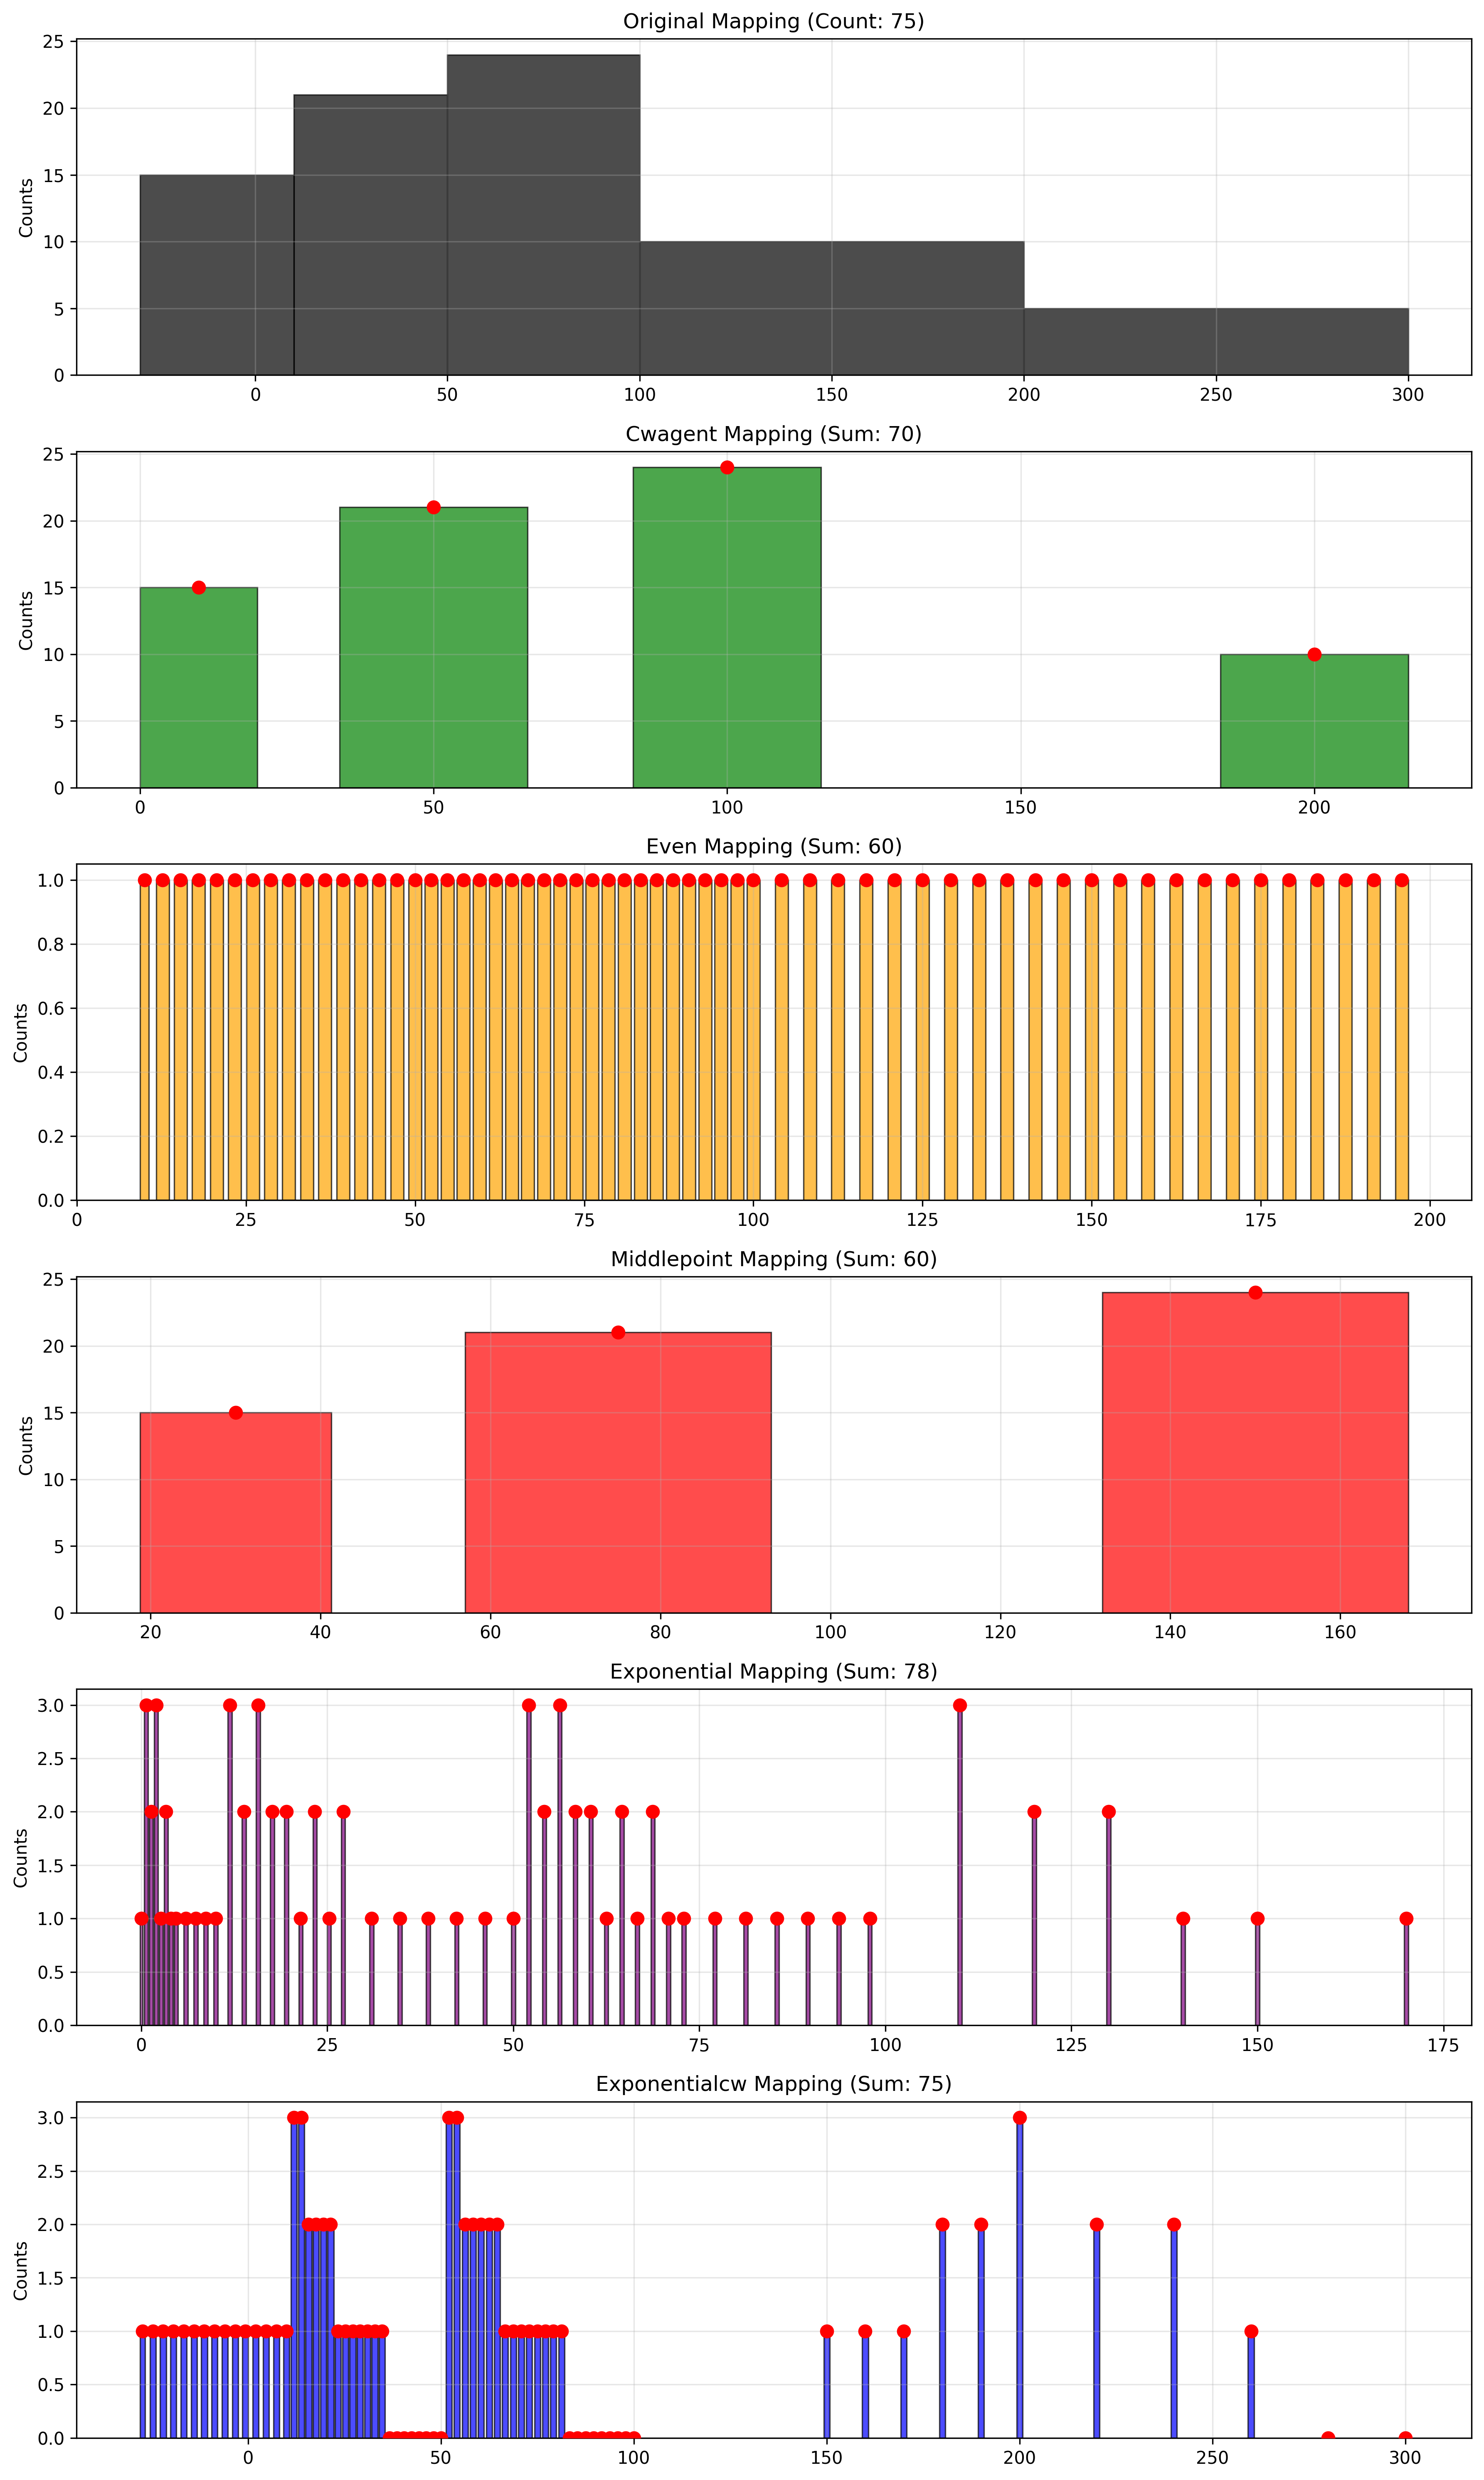 Original Mapping (Count: 75)
25
20
15
10
5
0
Counts
0 50 100 150 200 250 300
Cwagent Mapping (Sum: 70)
25
20
15
10
5
0
Counts
0 50 100 150 200
Even Mapping (Sum: 60)
1.0
0.8
0.6
0.4
0.2
0.0
Counts
0 25 50 75 100 125 150 175 200
Middlepoint Mapping (Sum: 60)
25
20
15
10
5
0
Counts
20 40 60 80 100 120 140 160
Exponential Mapping (Sum: 78)
3.0
2.5
2.0
1.5
1.0
0.5
0.0
Counts
0 25 50 75 100 125 150 175
Exponentialcw Mapping (Sum: 75)
3.0
2.5
2.0
1.5
1.0
0.5
0.0
Counts
0 50 100 150 200 250 300